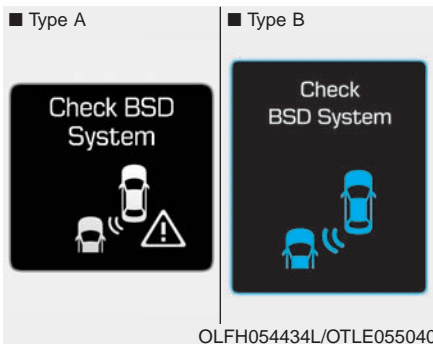 ■ Type A
■ Type B
Check BSD
System
Check
BSD System
OLFH054434L/OTLE055040